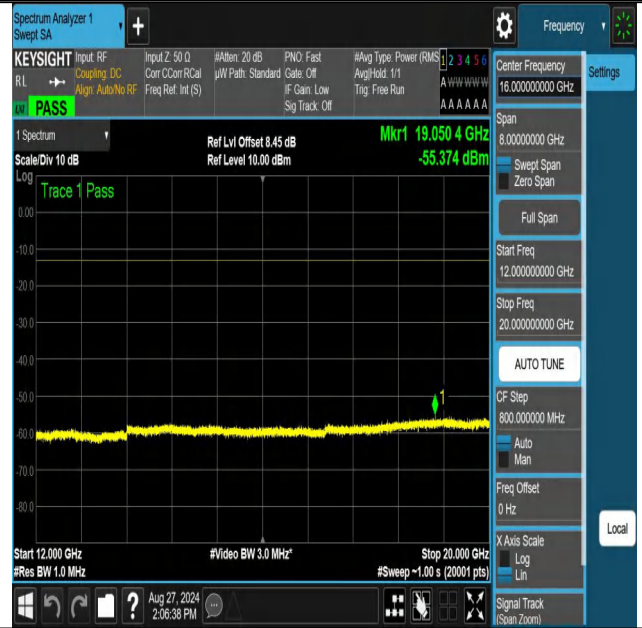 Spectrum Analyzer 1
Swept SA
+
Frequency
KEYSIGHT
RL
PASS
Input: RF
Coupling: DC
Align: Auto/No RF
Input Z: 50 Ω
Corr CCorr RCal
Freq Ref: Int (S)
#Atten: 20 dB
µW Path: Standard
PNO: Fast
Gate: Off
IF Gain: Low
Sig Track: Off
#Avg Type: Power (RMS
Avg|Hold: 1/1
Trig: Free Run
1 2 3 4 5 6
A W W W W W
A A A A A A
Center Frequency
16.00000000 GHz
Settings
Span
8.00000000 GHz
Swept Span
Zero Span
Full Span
Start Freq
12.000000000 GHz
Stop Freq
20.000000000 GHz
AUTO TUNE
CF Step
800.000000 MHz
Auto
Man
Freq Offset
0 Hz
X Axis Scale
Log
Lin
Signal Track
(Span Zoom)
Local
1 Spectrum
Scale/Div 10 dB
Log
Ref Lvl Offset 8.45 dB
Ref Level 10.00 dBm
Mkr1 19.050 4 GHz
-55.374 dBm
Trace 1 Pass
0.00
-10.0
-20.0
-30.0
-40.0
-50.0
-60.0
-70.0
-80.0
1
Start 12.000 GHz
#Res BW 1.0 MHz
#Video BW 3.0 MHz*
Stop 20.000 GHz
#Sweep ~1.00 s (20001 pts)
?
Aug 27, 2024
2:06:38 PM